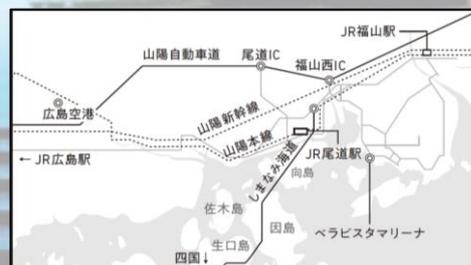 JR福山駅
山陽自動車道
尾道IC
福山西IC
広島空港
山陽新幹線
山陽本線
← JR広島駅
しまなみ海道
JR尾道駅
向島
佐木島
因島
ベラビスタマリーナ
生口島
四国↓